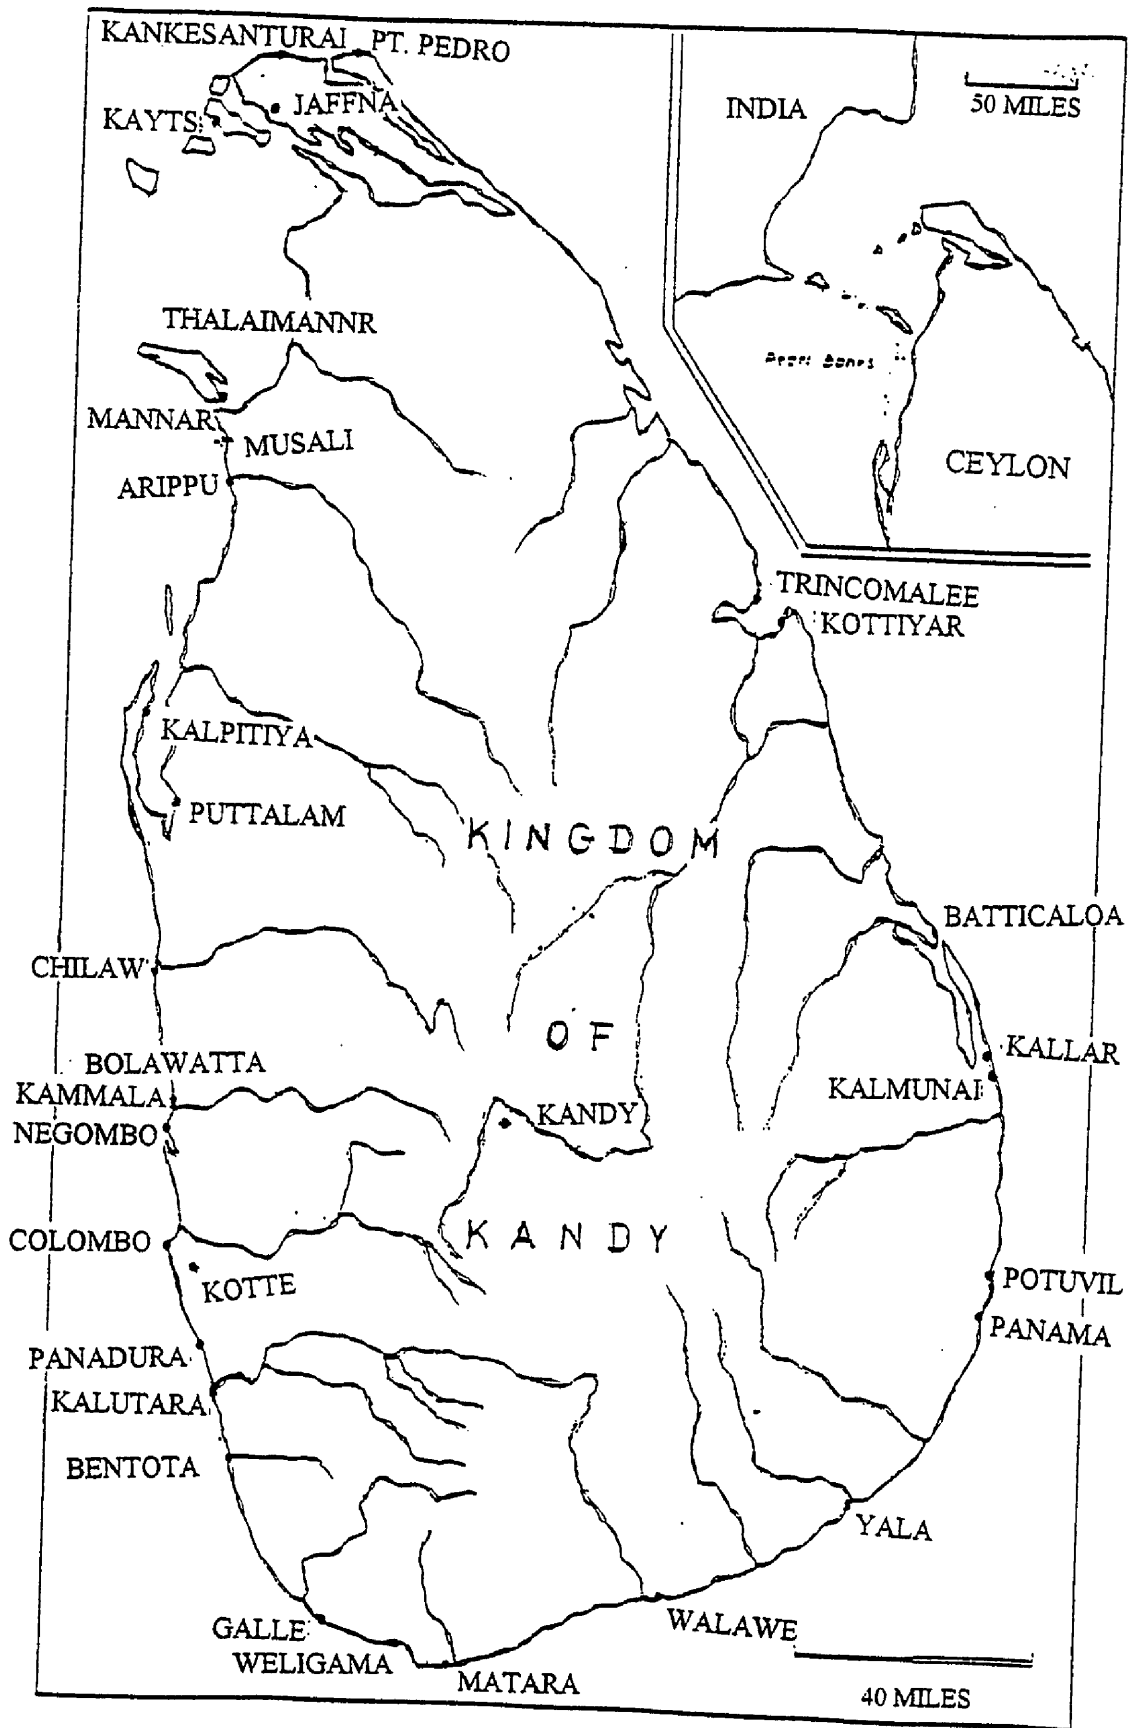 KANKESANTURAI PT. PEDRO
JAFFNA
KAYTS
INDIA
50 MILES
THALAIMANNR
MANNAR
MUSALI
ARIPPU
Pearl Banks
CEYLON
TRINCOMALEE
KOTTIYAR
KALPITIYA
PUTTALAM
KINGDOM
BATTICALOA
CHILAW
OF
KALLAR
BOLAWATTA
KAMMALA
KALMUNAI
KANDY
NEGOMBO
COLOMBO
KANDY
KOTTE
POTUVIL
PANAMA
PANADURA
KALUTARA
BENTOTA
YALA
GALLE
WALAWE
WELIGAMA
MATARA
40 MILES